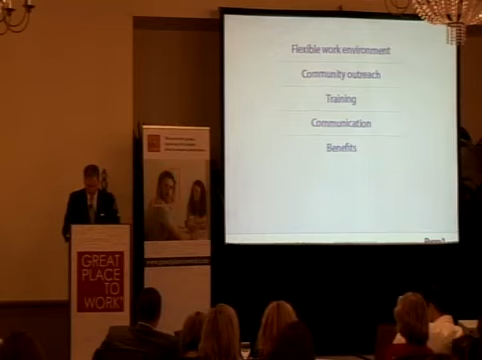 Flexible work environment
Community outreach
Training
Communication
Benefits
GREAT
PLACE
TO
WORK®